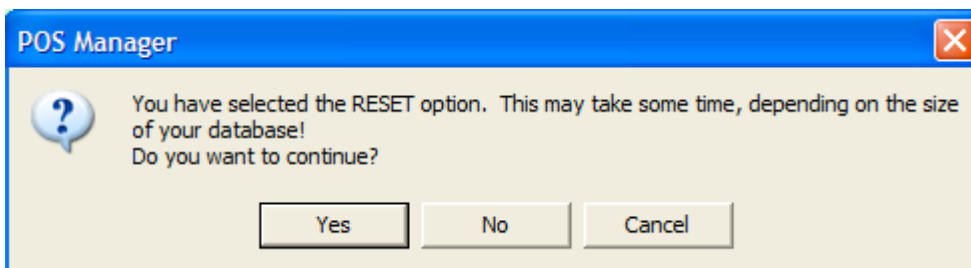 POS Manager
You have selected the RESET option.  This may take some time, depending on the size
of your database!
Do you want to continue?
Yes No Cancel